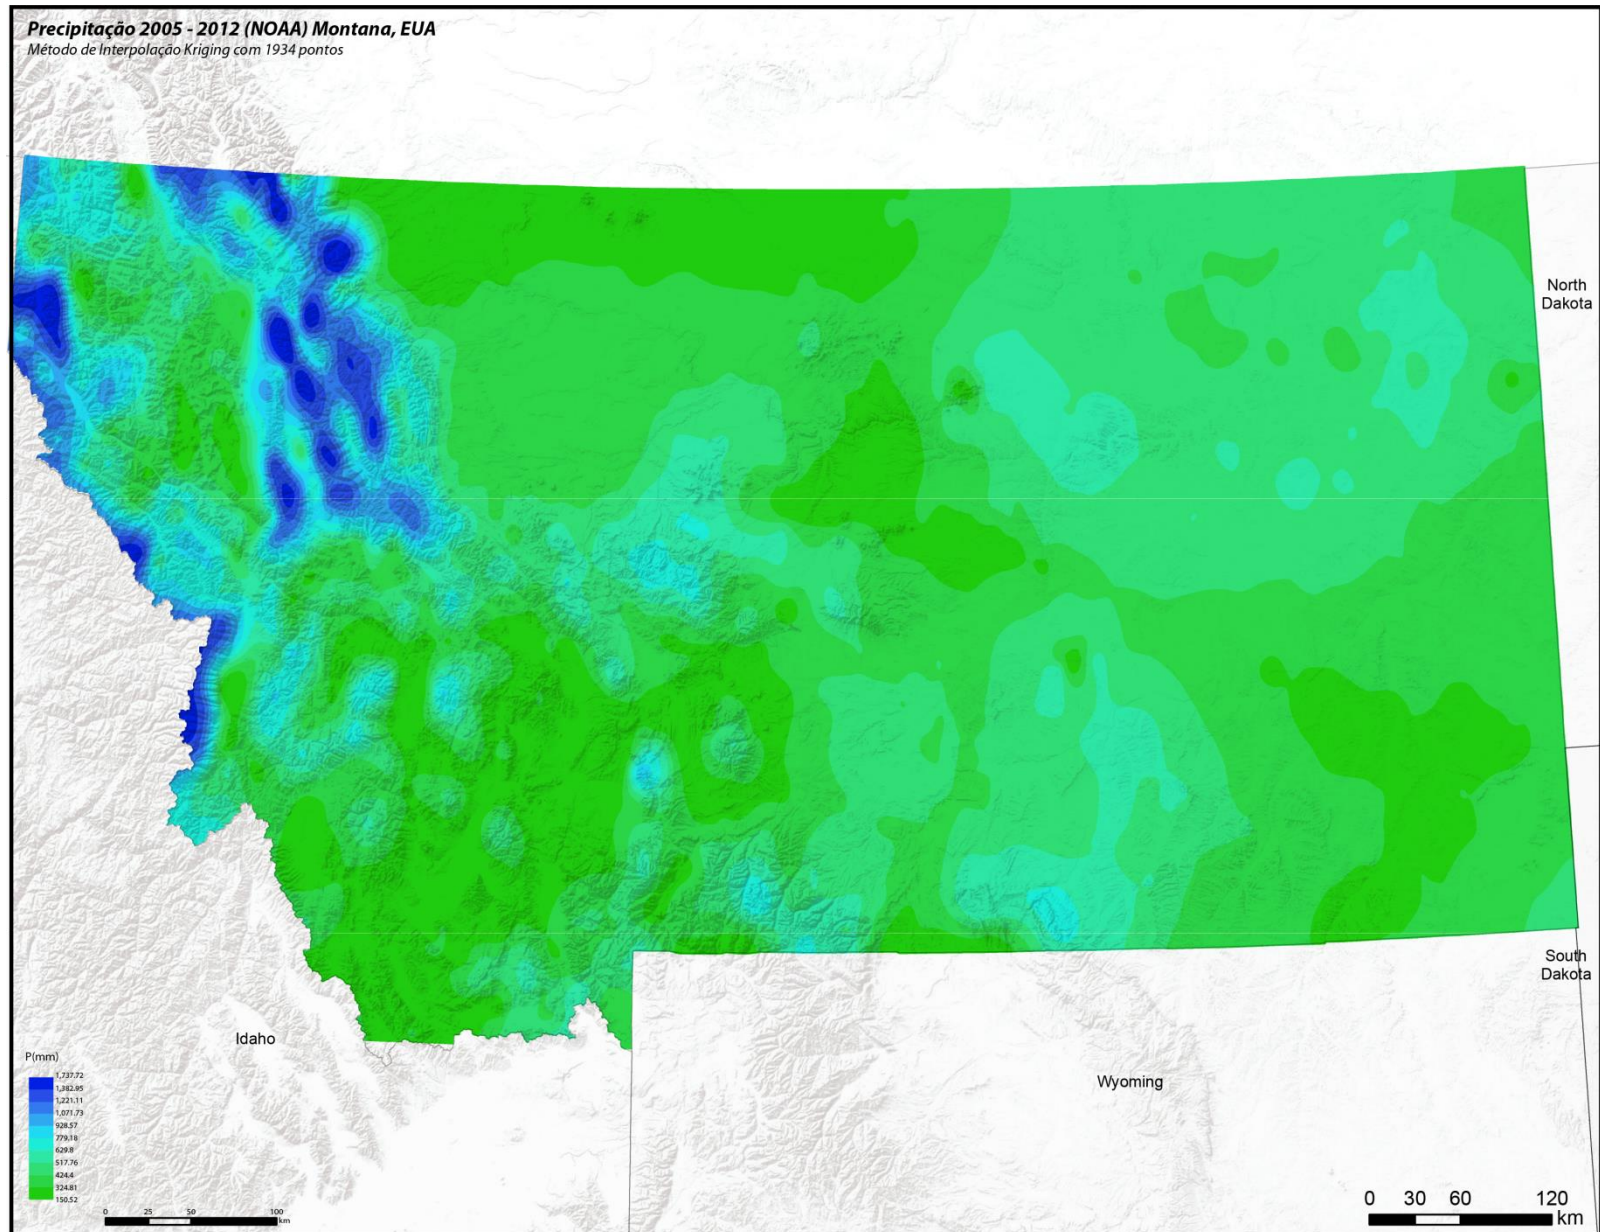 Precipitação 2005 - 2012 (NOAA) Montana, EUA
Método de Interpolação Kriging com 1934 pontos
North
Dakota
South
Dakota
Idaho
Wyoming
P(mm)
1,737.72
1,382.95
1,221.11
1,071.73
928.57
779.18
629.8
517.76
424.4
324.81
150.52
0 25 50 100
km
0 30 60 120
km